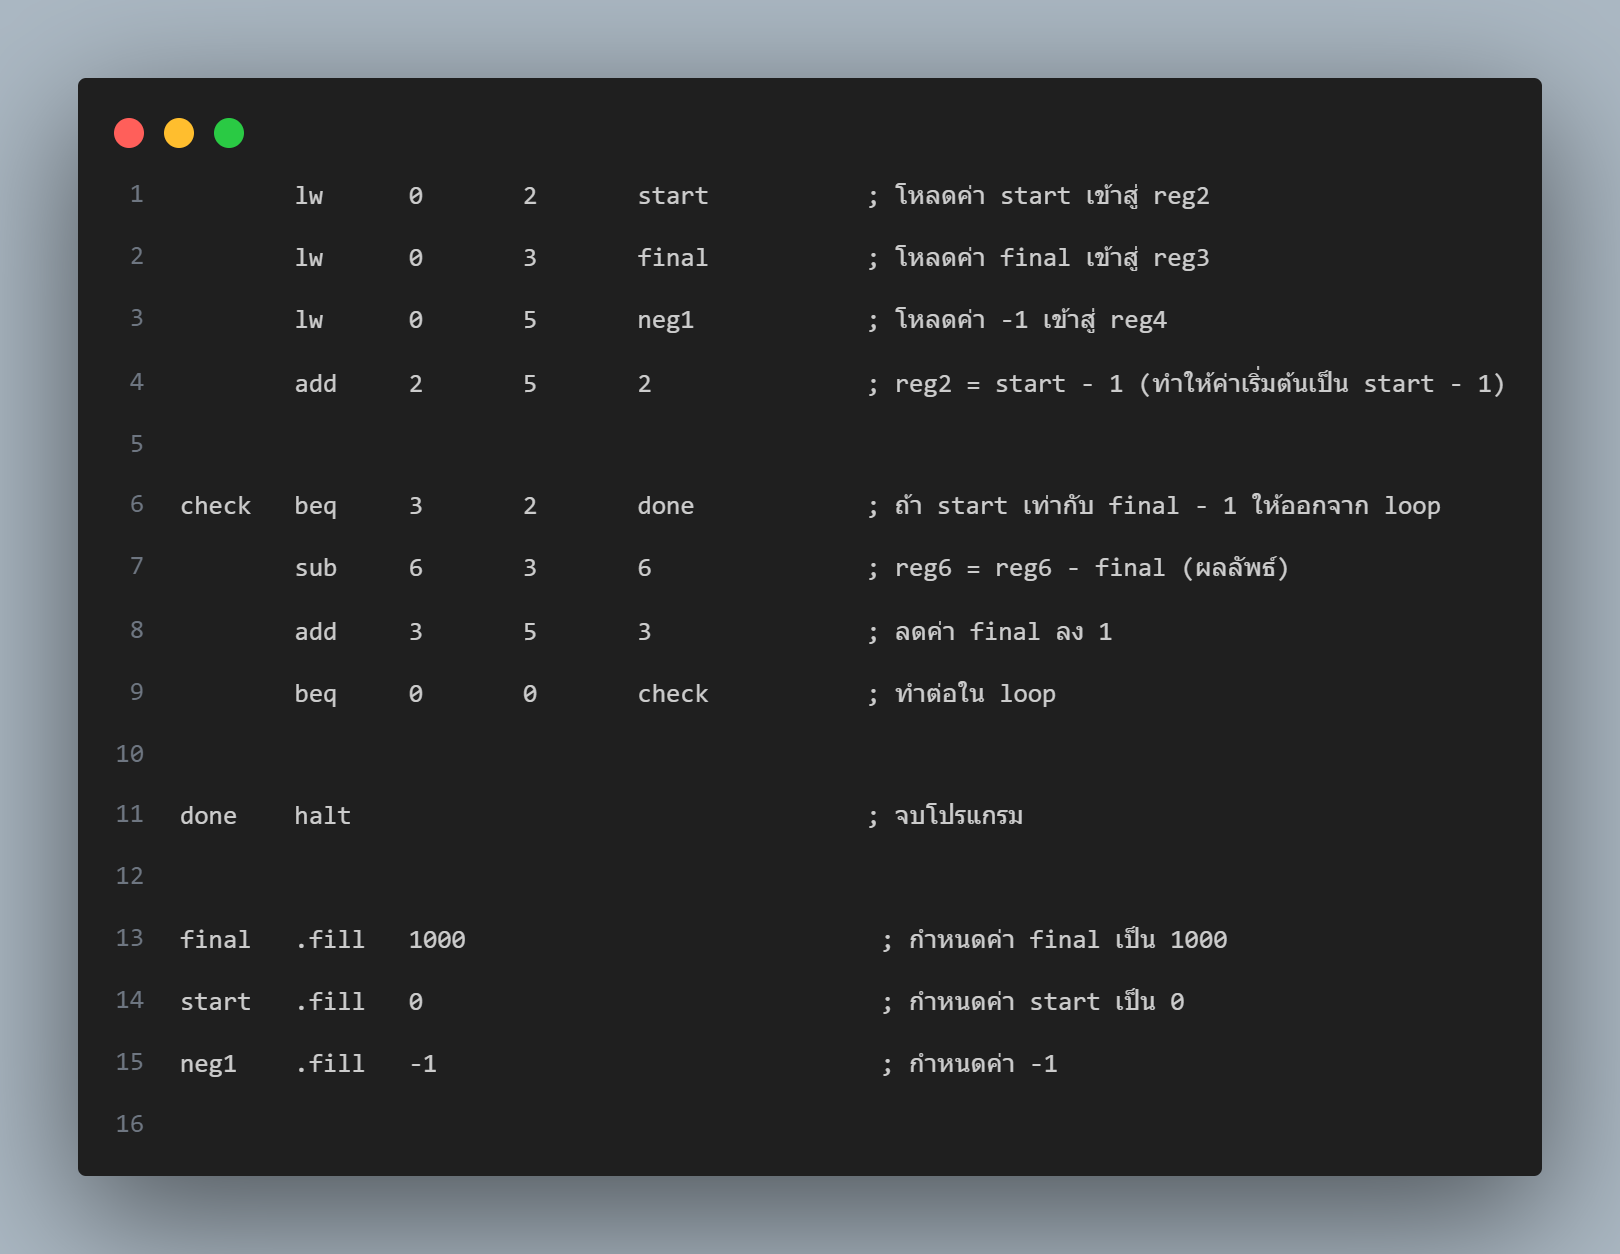 1 lw 0 2 start ; โหลดค่า start เข้าสู่ reg2
2 lw 0 3 final ; โหลดค่า final เข้าสู่ reg3
3 lw 0 5 neg1 ; โหลดค่า -1 เข้าสู่ reg4
4 add 2 5 2 ; reg2 = start - 1 (ทำให้ค่าเริ่มต้นเป็น start - 1)
5
6 check beq 3 2 done ; ถ้า start เท่ากับ final - 1 ให้ออกจาก loop
7 sub 6 3 6 ; reg6 = reg6 - final (ผลลัพธ์)
8 add 3 5 3 ; ลดค่า final ลง 1
9 beq 0 0 check ; ทำต่อใน loop
10
11 done halt ; จบโปรแกรม
12
13 final .fill 1000 ; กำหนดค่า final เป็น 1000
14 start .fill 0 ; กำหนดค่า start เป็น 0
15 neg1 .fill -1 ; กำหนดค่า -1
16